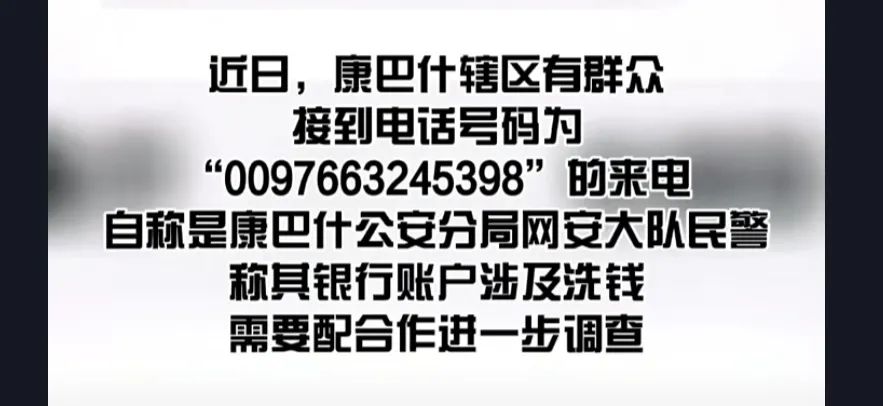 近日，康巴什辖区有群众
接到电话号码为
“0097663245398”的来电
自称是康巴什公安分局网安大队民警
称其银行账户涉及洗钱
需要配合作进一步调查